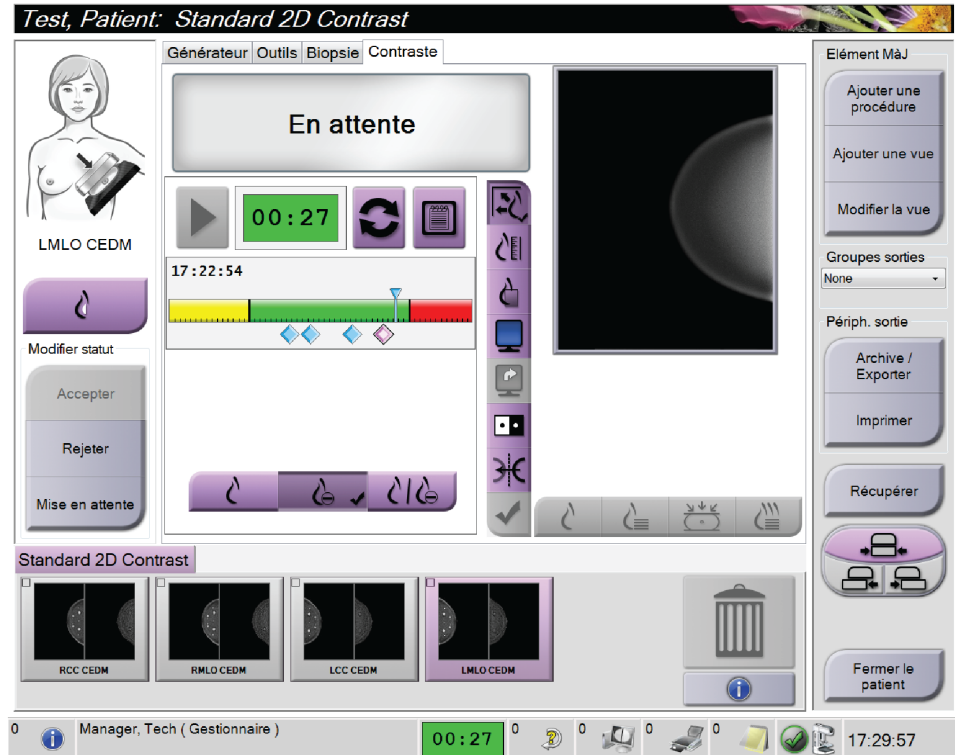 Test, Patient: Standard 2D Contrast
Générateur Outils Biopsie Contraste
En attente
00:27
17:22:54
LMLO CEDM
Modifier statut
Accepter
Rejeter
Mise en attente
Elément MàJ
Ajouter une
procédure
Ajouter une vue
Modifier la vue
Groupes sorties
None
Périph. sortie
Archive /
Exporter
Imprimer
Récupérer
Fermer le
patient
Standard 2D Contrast
RCC CEDM
RMLO CEDM
LCC CEDM
LMLO CEDM
0 Manager, Tech ( Gestionnaire ) 00:27 0 0 0 0 17:29:57